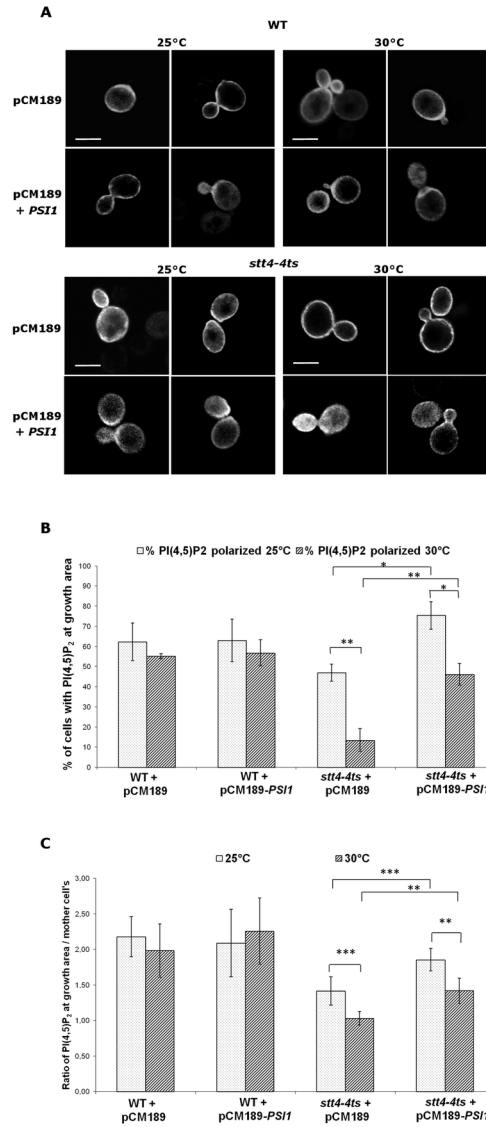 A
WT
25°C 30°C
pCM189
pCM189
+ PSI1
stt4-4ts
25°C 30°C
pCM189
pCM189
+ PSI1
B
% PI(4,5)P2 polarized 25°C % PI(4,5)P2 polarized 30°C
% of cells with PI(4,5)P₂ at growth area
100
90
80
70
60
50
40
30
20
10
0
*
**
*
**
WT +
pCM189
WT +
pCM189-PSI1
stt4-4ts +
pCM189
stt4-4ts +
pCM189-PSI1
C
25°C 30°C
Ratio of PI(4,5)P₂ at growth area / mother cell's
3,00
2,50
2,00
1,50
1,00
0,50
0,00
***
**
**
***
WT +
pCM189
WT +
pCM189-PSI1
stt4-4ts +
pCM189
stt4-4ts +
pCM189-PSI1